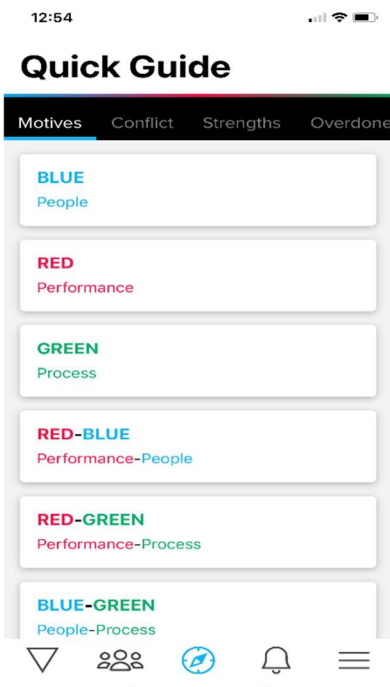 12:54
Quick Guide
Motives Conflict Strengths Overdone
BLUE
People
RED
Performance
GREEN
Process
RED-BLUE
Performance-People
RED-GREEN
Performance-Process
BLUE-GREEN
People-Process